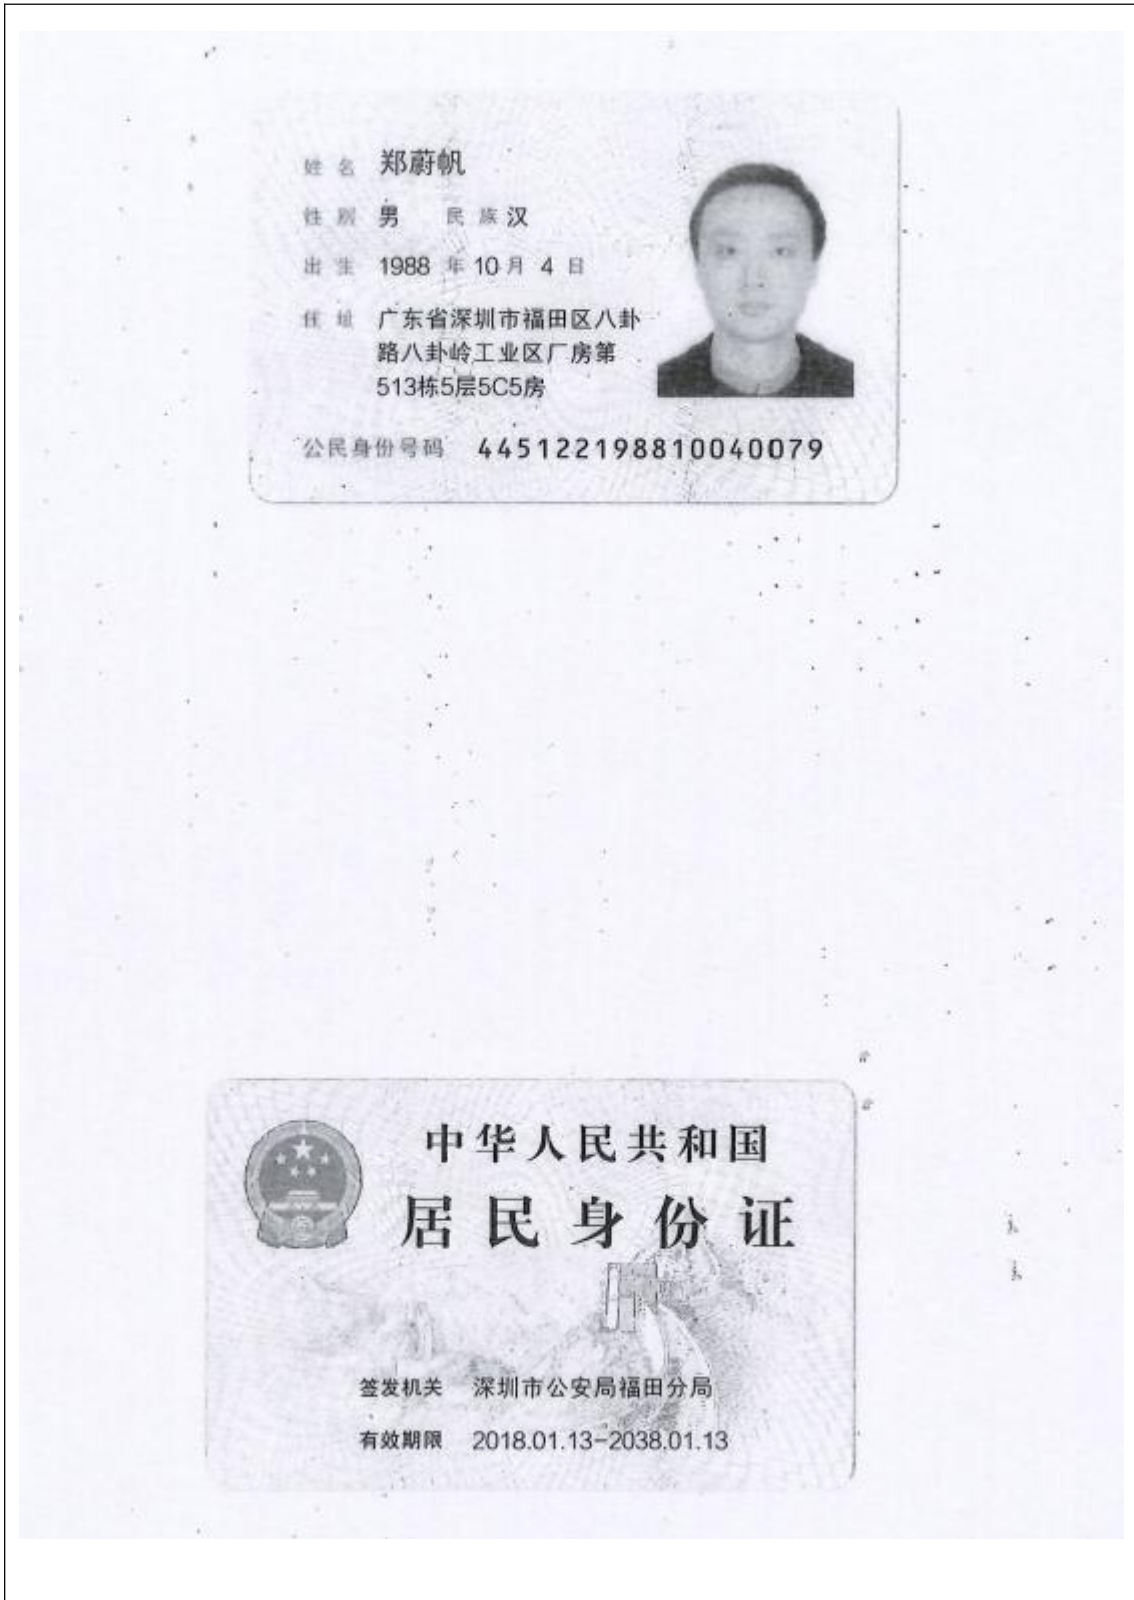 姓名 郑蔚帆
性别 男 民族 汉
出生 1988 年 10 月 4 日
住址 广东省深圳市福田区八卦
路八卦岭工业区厂房第
513栋5层5C5房
公民身份号码 445122198810040079
中华人民共和国
居民身份证
签发机关 深圳市公安局福田分局
有效期限 2018.01.13-2038.01.13